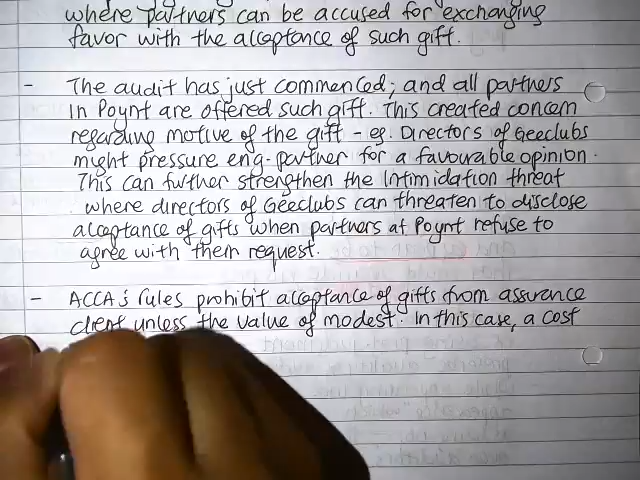 where partners can be accused for exchanging
favor with the acceptance of such gift.
- The audit has just commenced; and all partners
in Poynt are offered such gift. This created concern
regarding motive of the gift - eg. Directors of Geeclubs
might pressure eng. partner for a favourable opinion.
This can further strengthen the intimidation threat
where directors of Geeclubs can threaten to disclose
acceptance of gifts when partners at Poynt refuse to
agree with them request.
- ACCA's rules prohibit acceptance of gifts from assurance
client unless the value of modest. In this case, a cost